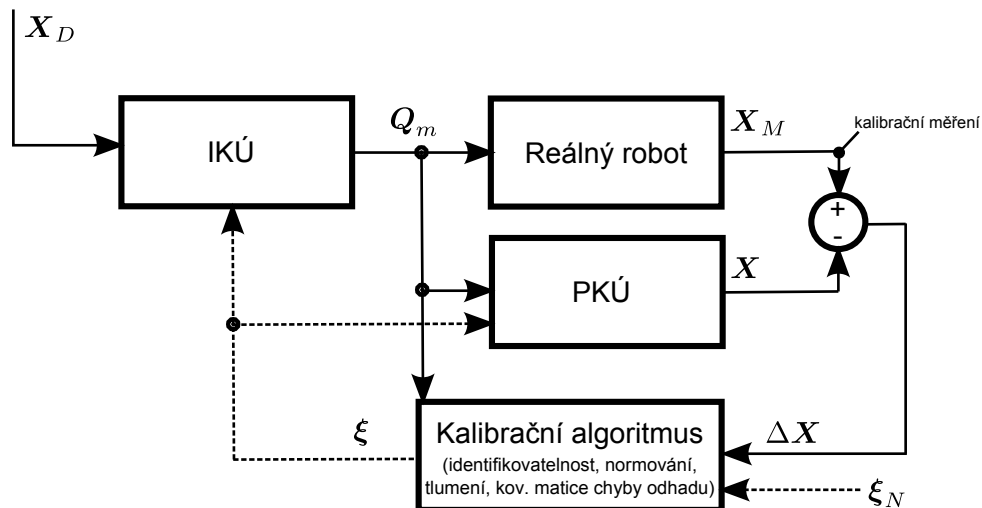 X_D
IKÚ
Q_m
Reálný robot
X_M
kalibrační měření
+
-
PKÚ
X
ξ
Kalibrační algoritmus
(identifikovatelnost, normování,
tlumení, kov. matice chyby odhadu)
ΔX
ξ_N